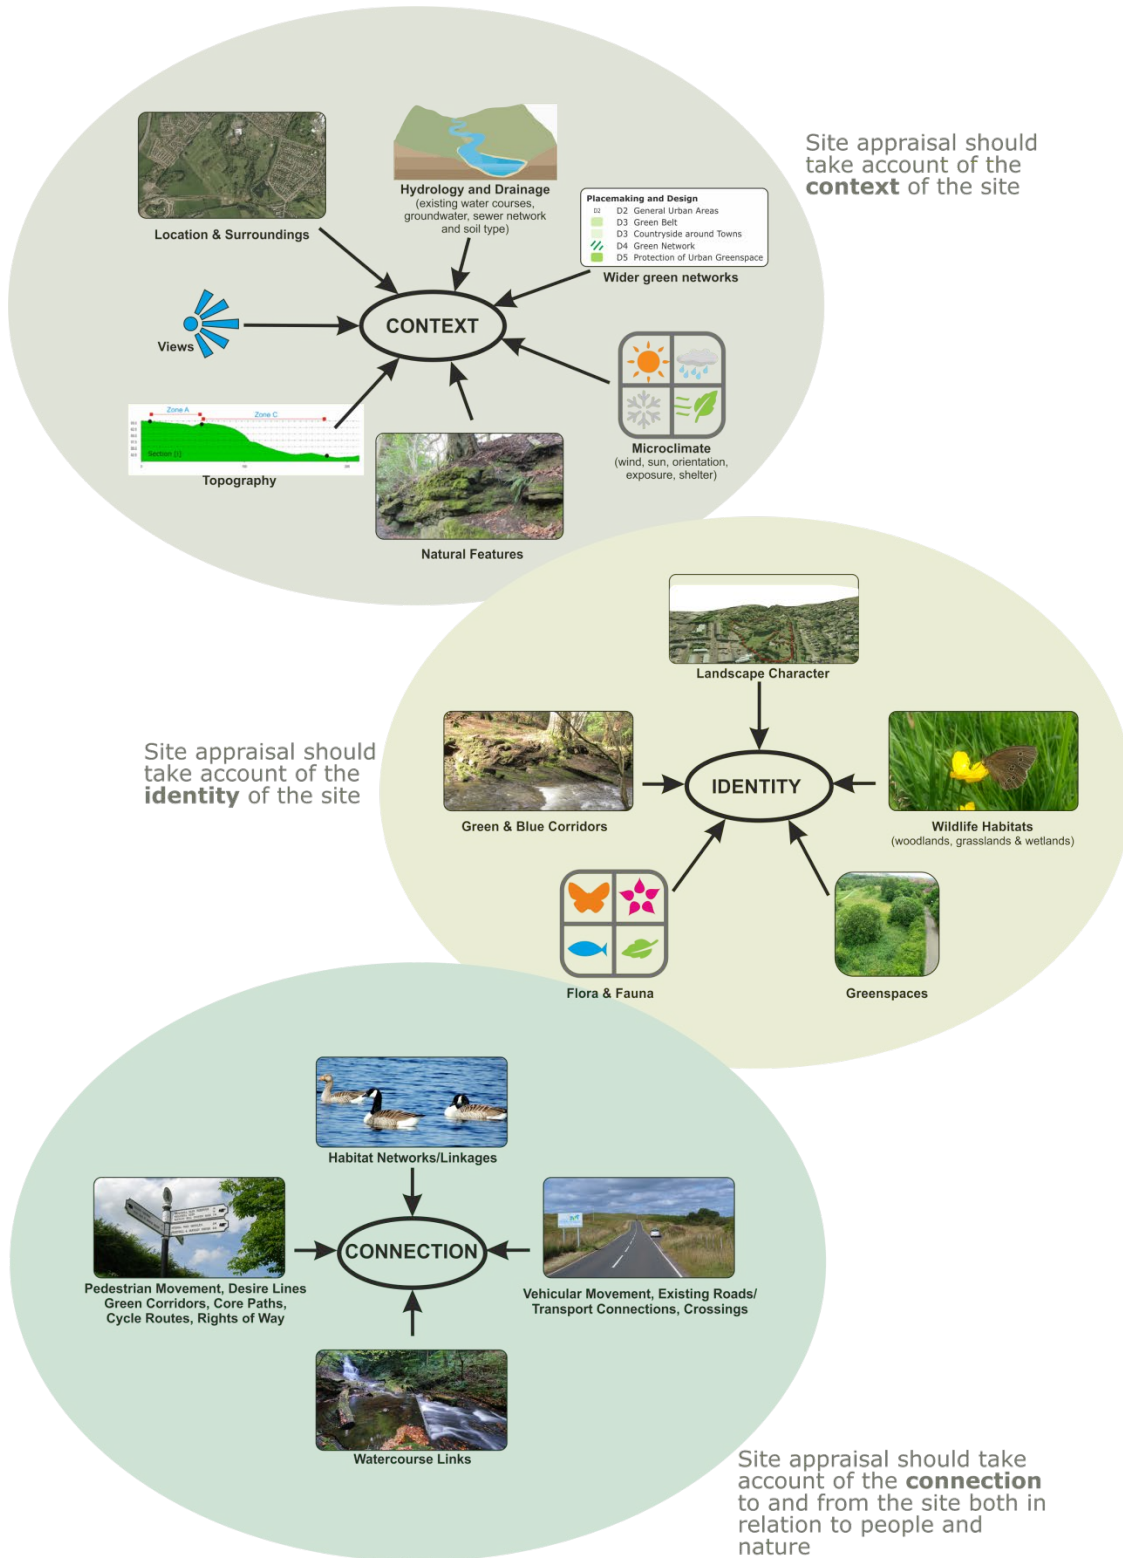 Site appraisal should
take account of the
context of the site
Hydrology and Drainage
(existing water courses,
groundwater, sewer network
and soil type)
Location & Surroundings
Placemaking and Design
D2 D2 General Urban Areas
D3 Green Belt
D3 Countryside around Towns
D4 Green Network
D5 Protection of Urban Greenspace
Wider green networks
CONTEXT
Views
Microclimate
(wind, sun, orientation,
exposure, shelter)
Zone A
Zone C
Section (i)
Topography
Natural Features
Landscape Character
Site appraisal should
take account of the
identity of the site
IDENTITY
Green & Blue Corridors
Wildlife Habitats
(woodlands, grasslands & wetlands)
Flora & Fauna
Greenspaces
Habitat Networks/Linkages
CONNECTION
Pedestrian Movement, Desire Lines
Green Corridors, Core Paths,
Cycle Routes, Rights of Way
Vehicular Movement, Existing Roads/
Transport Connections, Crossings
Watercourse Links
Site appraisal should take
account of the connection
to and from the site both in
relation to people and
nature